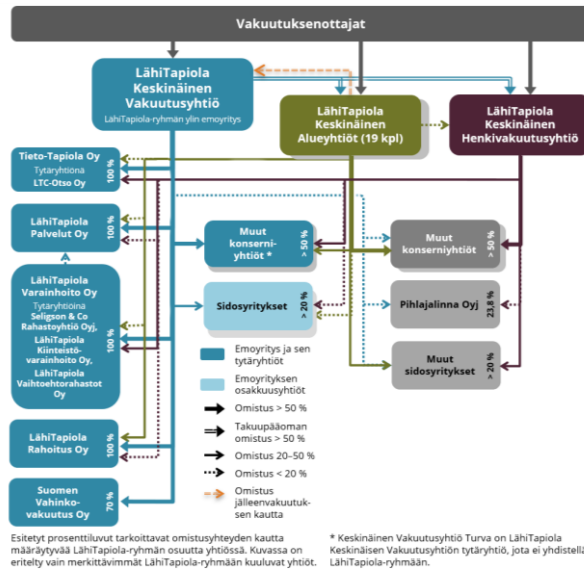 Vakuutuksenottajat
LähiTapiola
Keskinäinen
Vakuutusyhtiö
LähiTapiola-ryhmän ylin emoyritys
LähiTapiola
Keskinäinen
Alueyhtiöt (19 kpl)
LähiTapiola
Keskinäinen
Henkivakuutusyhtiö
Tieto-Tapiola Oy
Tytäryhtiönä
LTC-Otso Oy
100 %
LähiTapiola
Palvelut Oy
100 %
LähiTapiola
Varainhoito Oy
Tytäryhtiöinä
Seligson & Co
Rahastoyhtiö Oyj,
LähiTapiola
Kiinteistö-
varainhoito Oy,
LähiTapiola
Vaihtoehtorahastot
Oy
100 %
LähiTapiola
Rahoitus Oy
100 %
Suomen
Vahinko-
vakuutus Oy
70 %
Muut
konserni-
yhtiöt *
> 50 %
Sidosyritykset
> 20 %
Muut
konserniyhtiöt
> 50 %
Pihlajalinna Oyj
23,8 %
Muut
sidosyritykset
> 20 %
Emoyritys ja sen
tytäryhtiöt
Emoyrityksen
osakkuusyhtiöt
Omistus > 50 %
Takuupääoman
omistus > 50 %
Omistus 20–50 %
Omistus < 20 %
Omistus
jälleenvakuutuk-
sen kautta
Esitetyt prosenttiluvut tarkoittavat omistusyhteyden kautta
määräytyvää LähiTapiola-ryhmän osuutta yhtiössä. Kuvassa on
eritelty vain merkittävimmät LähiTapiola-ryhmään kuuluvat yhtiöt.
* Keskinäinen Vakuutusyhtiö Turva on LähiTapiola
Keskinäisen Vakuutusyhtiön tytäryhtiö, jota ei yhdistellä
LähiTapiola-ryhmään.